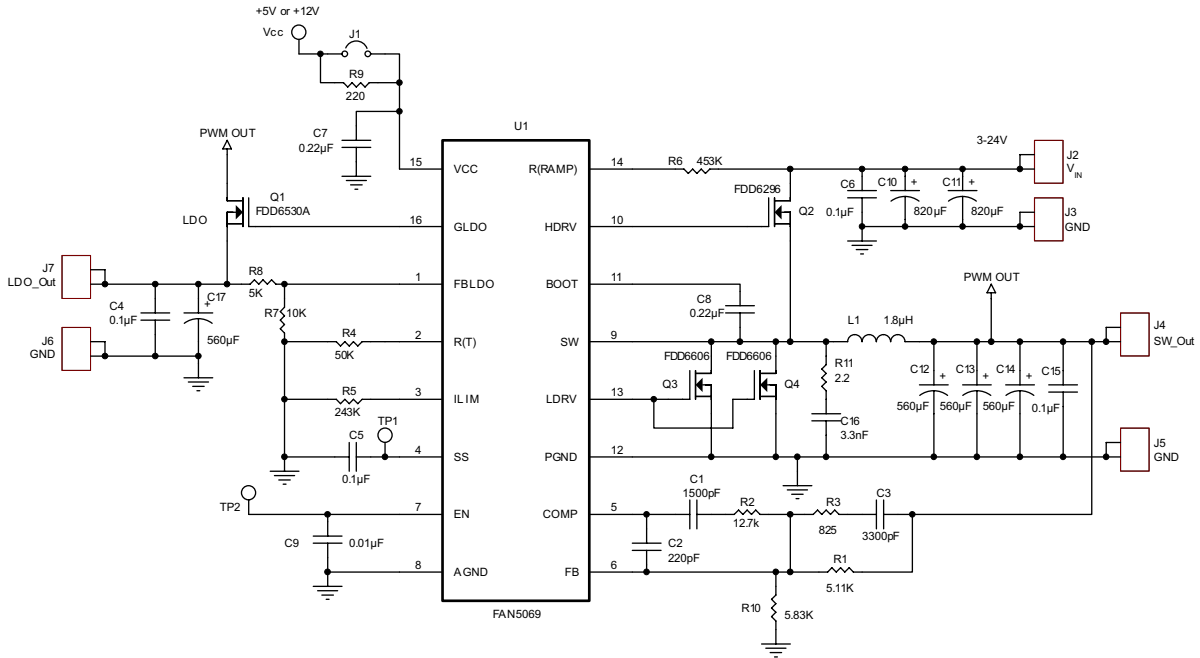 +5V or +12V
Vcc
J1
R9
220
C7
0.22µF
U1
PWM OUT
Q1
FDD6530A
LDO
15
VCC
R(RAMP)
14
R6
453K
3-24V
J2
VIN
FDD6296
Q2
C6
0.1µF
C10
+
820µF
C11
+
820µF
J3
GND
16
GLDO
HDRV
10
J7
LDO_Out
R8
5K
1
FBLDO
BOOT
11
C8
0.22µF
PWM OUT
C4
0.1µF
C17
+
560µF
R7
10K
J6
GND
R4
50K
2
R(T)
SW
9
L1
1.8µH
J4
SW_Out
FDD6606
FDD6606
Q3
Q4
R11
2.2
C12
+
560µF
C13
+
560µF
C14
+
560µF
C15
0.1µF
R5
243K
3
ILIM
LDRV
13
C16
3.3nF
TP1
C5
0.1µF
4
SS
PGND
12
J5
GND
TP2
7
EN
COMP
5
C1
1500pF
R2
12.7k
R3
825
C3
3300pF
C9
0.01µF
C2
220pF
8
AGND
FB
6
R1
5.11K
R10
5.83K
FAN5069